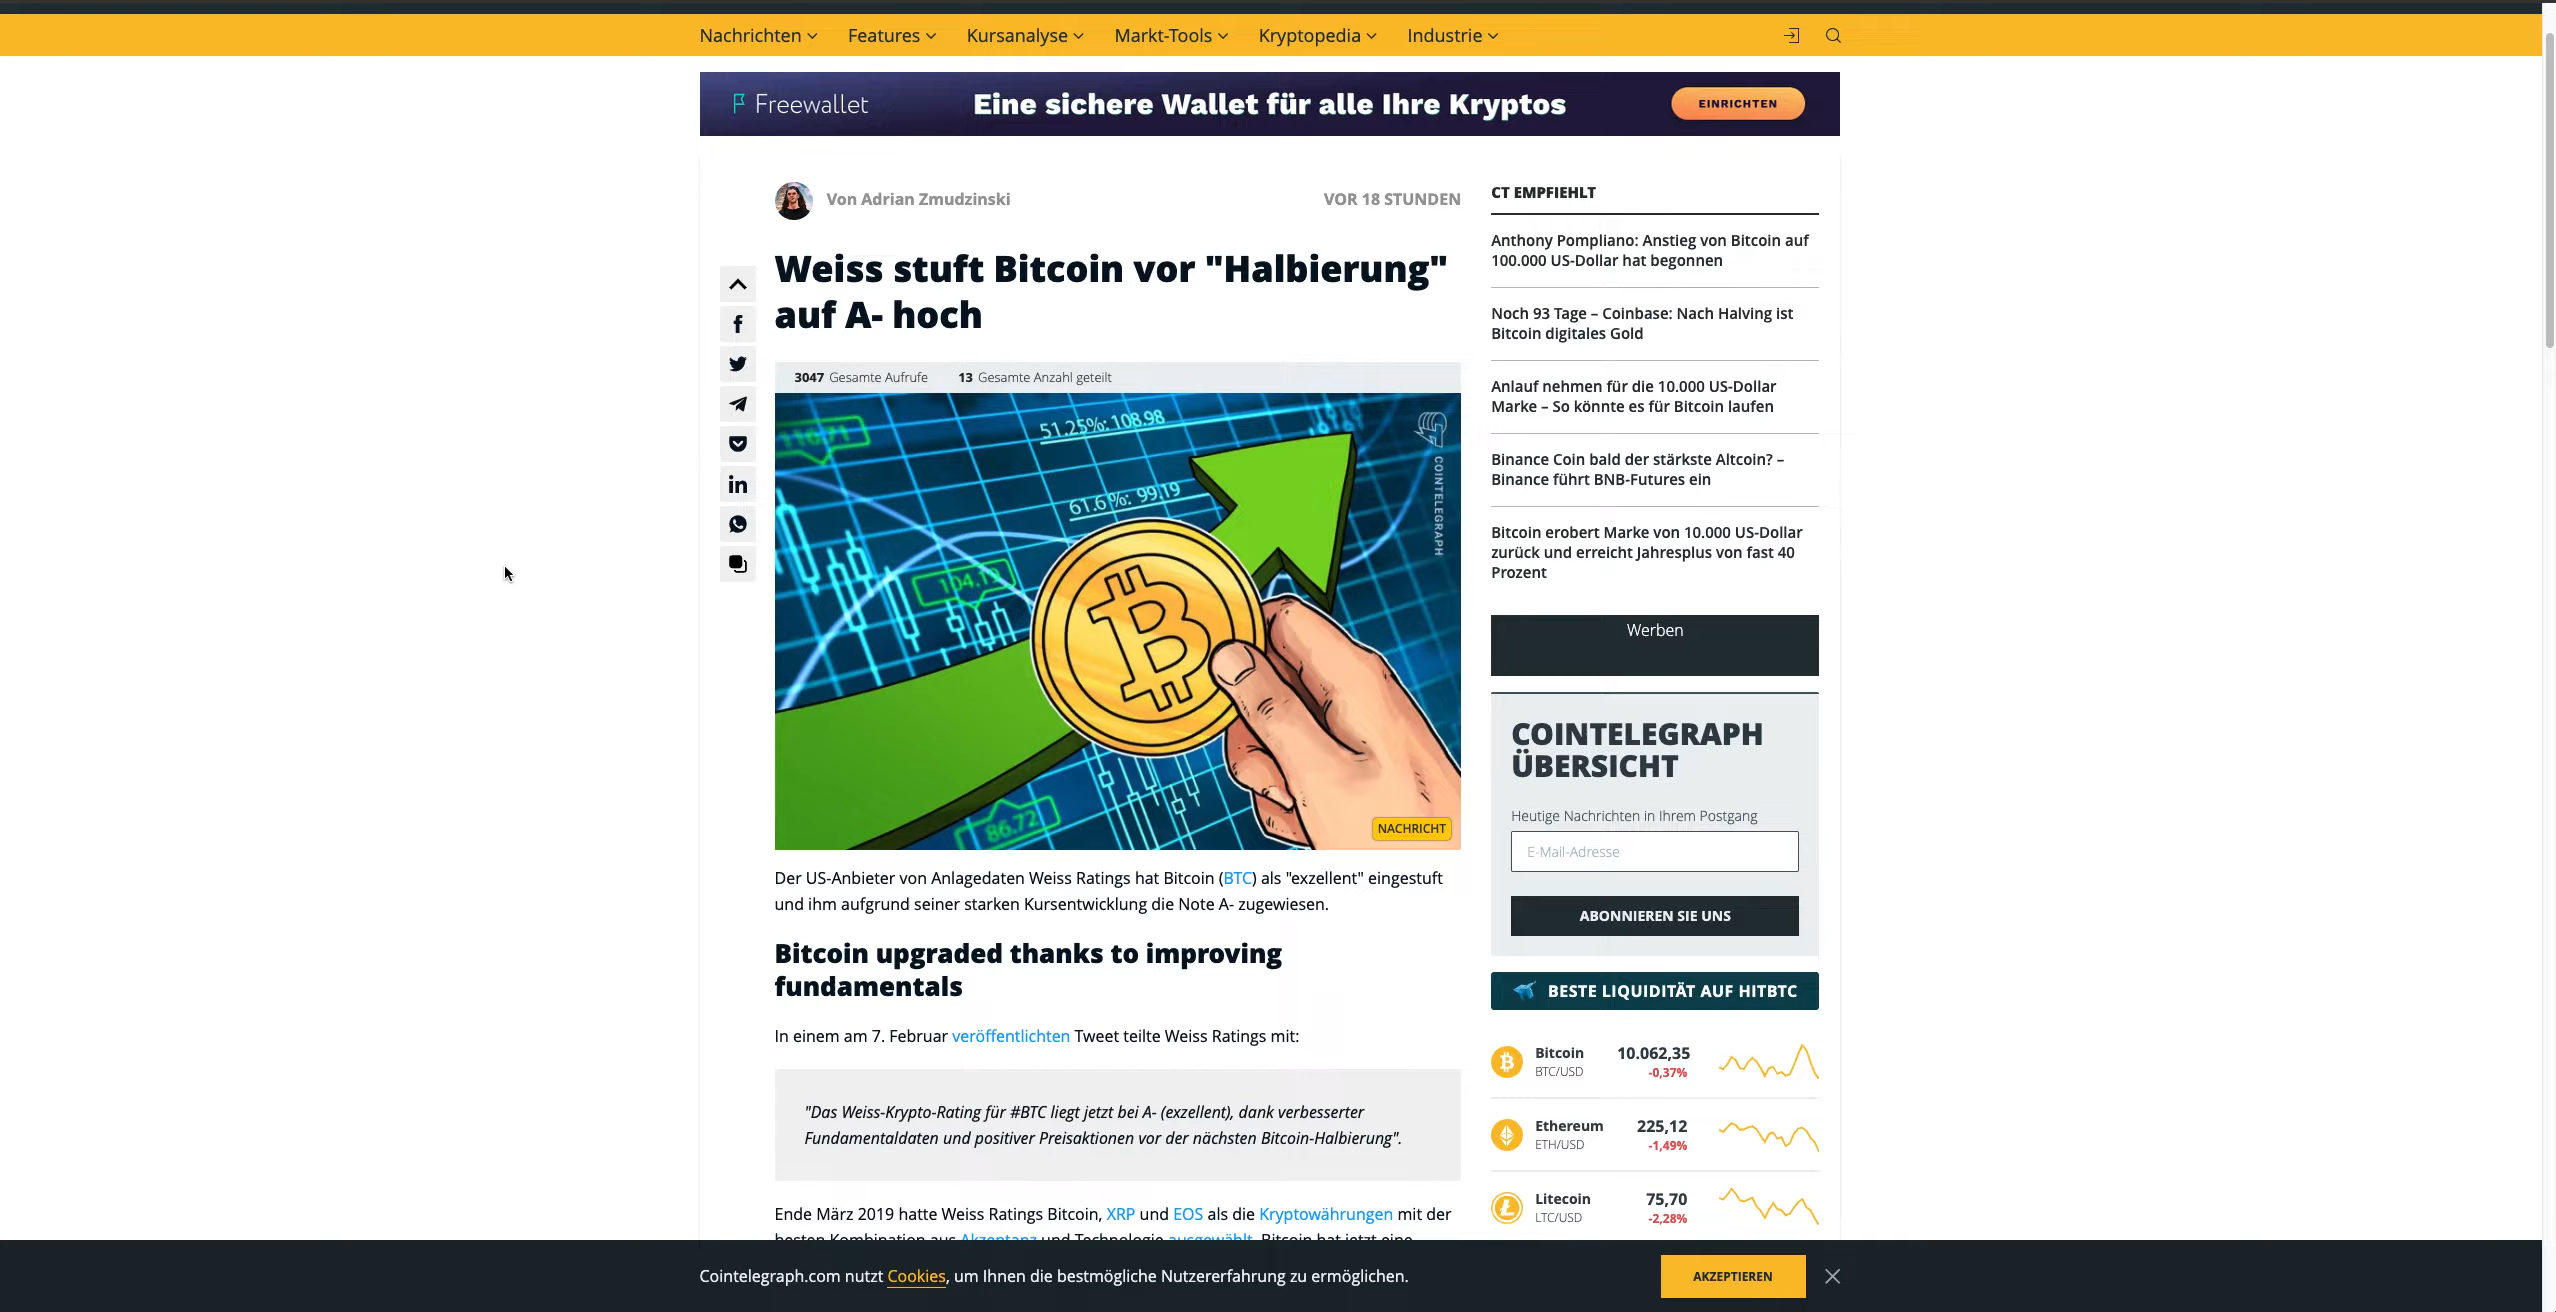 Nachrichten Features Kursanalyse Markt-Tools Kryptopedia Industrie
Freewallet Eine sichere Wallet für alle Ihre Kryptos EINRICHTEN
Von Adrian Zmudzinski VOR 18 STUNDEN
Weiss stuft Bitcoin vor "Halbierung"
auf A- hoch
3047 Gesamte Aufrufe 13 Gesamte Anzahl geteilt
51.25%: 108.98
61.6%: 99.19
104.19
86.72
COINTELEGRAPH
NACHRICHT
Der US-Anbieter von Anlagedaten Weiss Ratings hat Bitcoin (BTC) als "exzellent" eingestuft
und ihm aufgrund seiner starken Kursentwicklung die Note A- zugewiesen.
Bitcoin upgraded thanks to improving
fundamentals
In einem am 7. Februar veröffentlichten Tweet teilte Weiss Ratings mit:
"Das Weiss-Krypto-Rating für #BTC liegt jetzt bei A- (exzellent), dank verbesserter
Fundamentaldaten und positiver Preisaktionen vor der nächsten Bitcoin-Halbierung".
Ende März 2019 hatte Weiss Ratings Bitcoin, XRP und EOS als die Kryptowährungen mit der
besten Kombination aus Akzeptanz und Technologie ausgewählt. Bitcoin hat jetzt eine
CT EMPFIEHLT
Anthony Pompliano: Anstieg von Bitcoin auf
100.000 US-Dollar hat begonnen
Noch 93 Tage – Coinbase: Nach Halving ist
Bitcoin digitales Gold
Anlauf nehmen für die 10.000 US-Dollar
Marke – So könnte es für Bitcoin laufen
Binance Coin bald der stärkste Altcoin? –
Binance führt BNB-Futures ein
Bitcoin erobert Marke von 10.000 US-Dollar
zurück und erreicht Jahresplus von fast 40
Prozent
Werben
COINTELEGRAPH
ÜBERSICHT
Heutige Nachrichten in Ihrem Postgang
E-Mail-Adresse
ABONNIEREN SIE UNS
BESTE LIQUIDITÄT AUF HITBTC
Bitcoin 10.062,35
BTC/USD -0,37%
Ethereum 225,12
ETH/USD -1,49%
Litecoin 75,70
LTC/USD -2,28%
Cointelegraph.com nutzt Cookies, um Ihnen die bestmögliche Nutzererfahrung zu ermöglichen.
AKZEPTIEREN